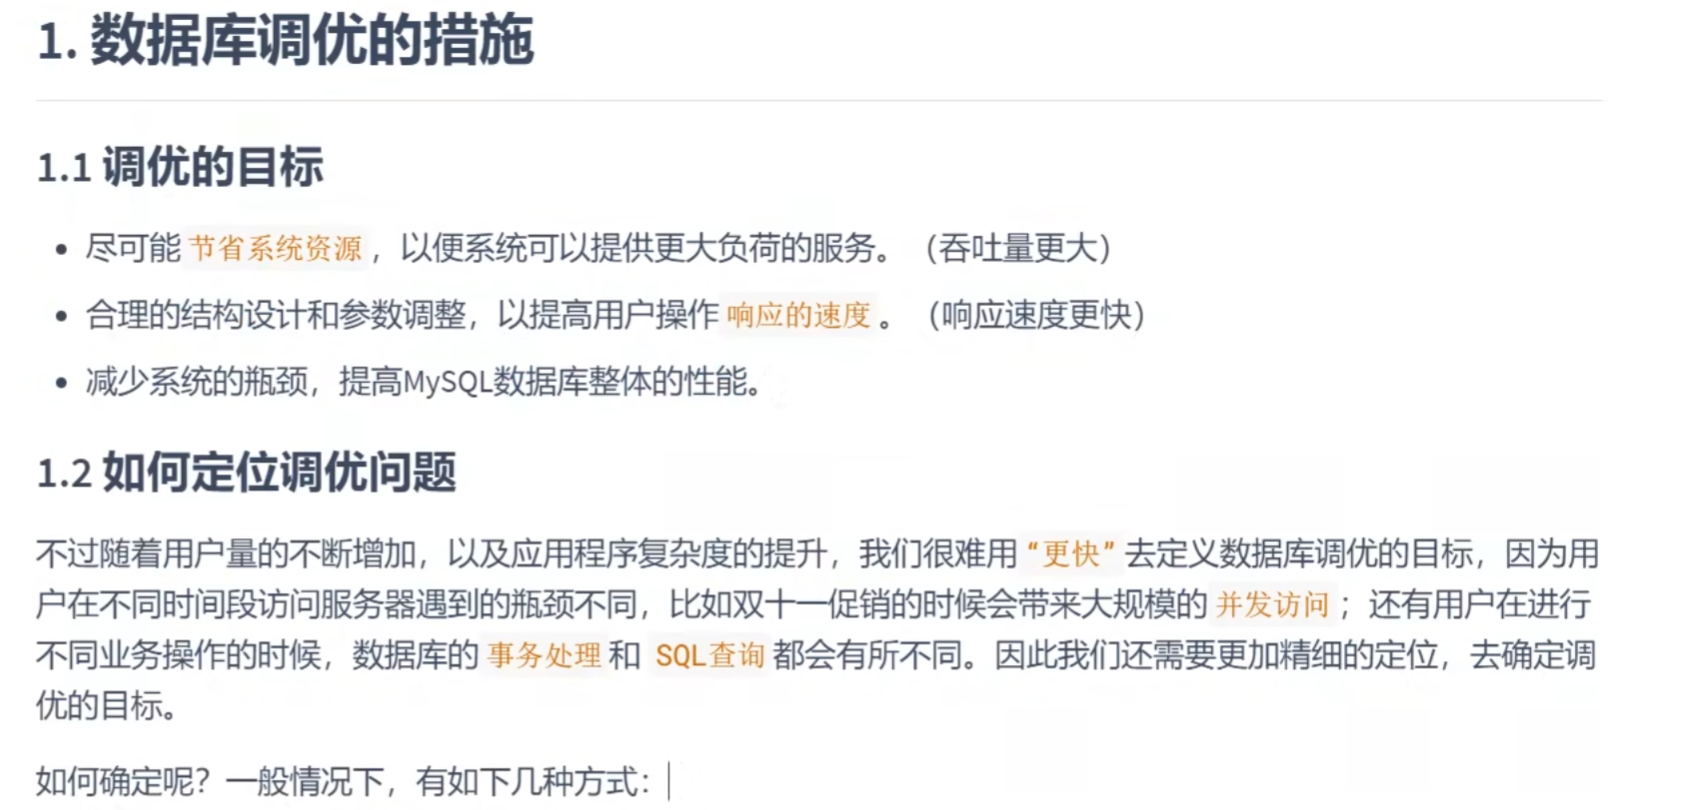 1. 数据库调优的措施
1.1 调优的目标
• 尽可能 节省系统资源 ，以便系统可以提供更大负荷的服务。（吞吐量更大）
• 合理的结构设计和参数调整，以提高用户操作 响应的速度 。（响应速度更快）
• 减少系统的瓶颈，提高MySQL数据库整体的性能。
1.2 如何定位调优问题
不过随着用户量的不断增加，以及应用程序复杂度的提升，我们很难用 “更快” 去定义数据库调优的目标，因为用
户在不同时间段访问服务器遇到的瓶颈不同，比如双十一促销的时候会带来大规模的 并发访问 ；还有用户在进行
不同业务操作的时候，数据库的 事务处理 和 SQL查询 都会有所不同。因此我们还需要更加精细的定位，去确定调
优的目标。
如何确定呢？一般情况下，有如下几种方式：